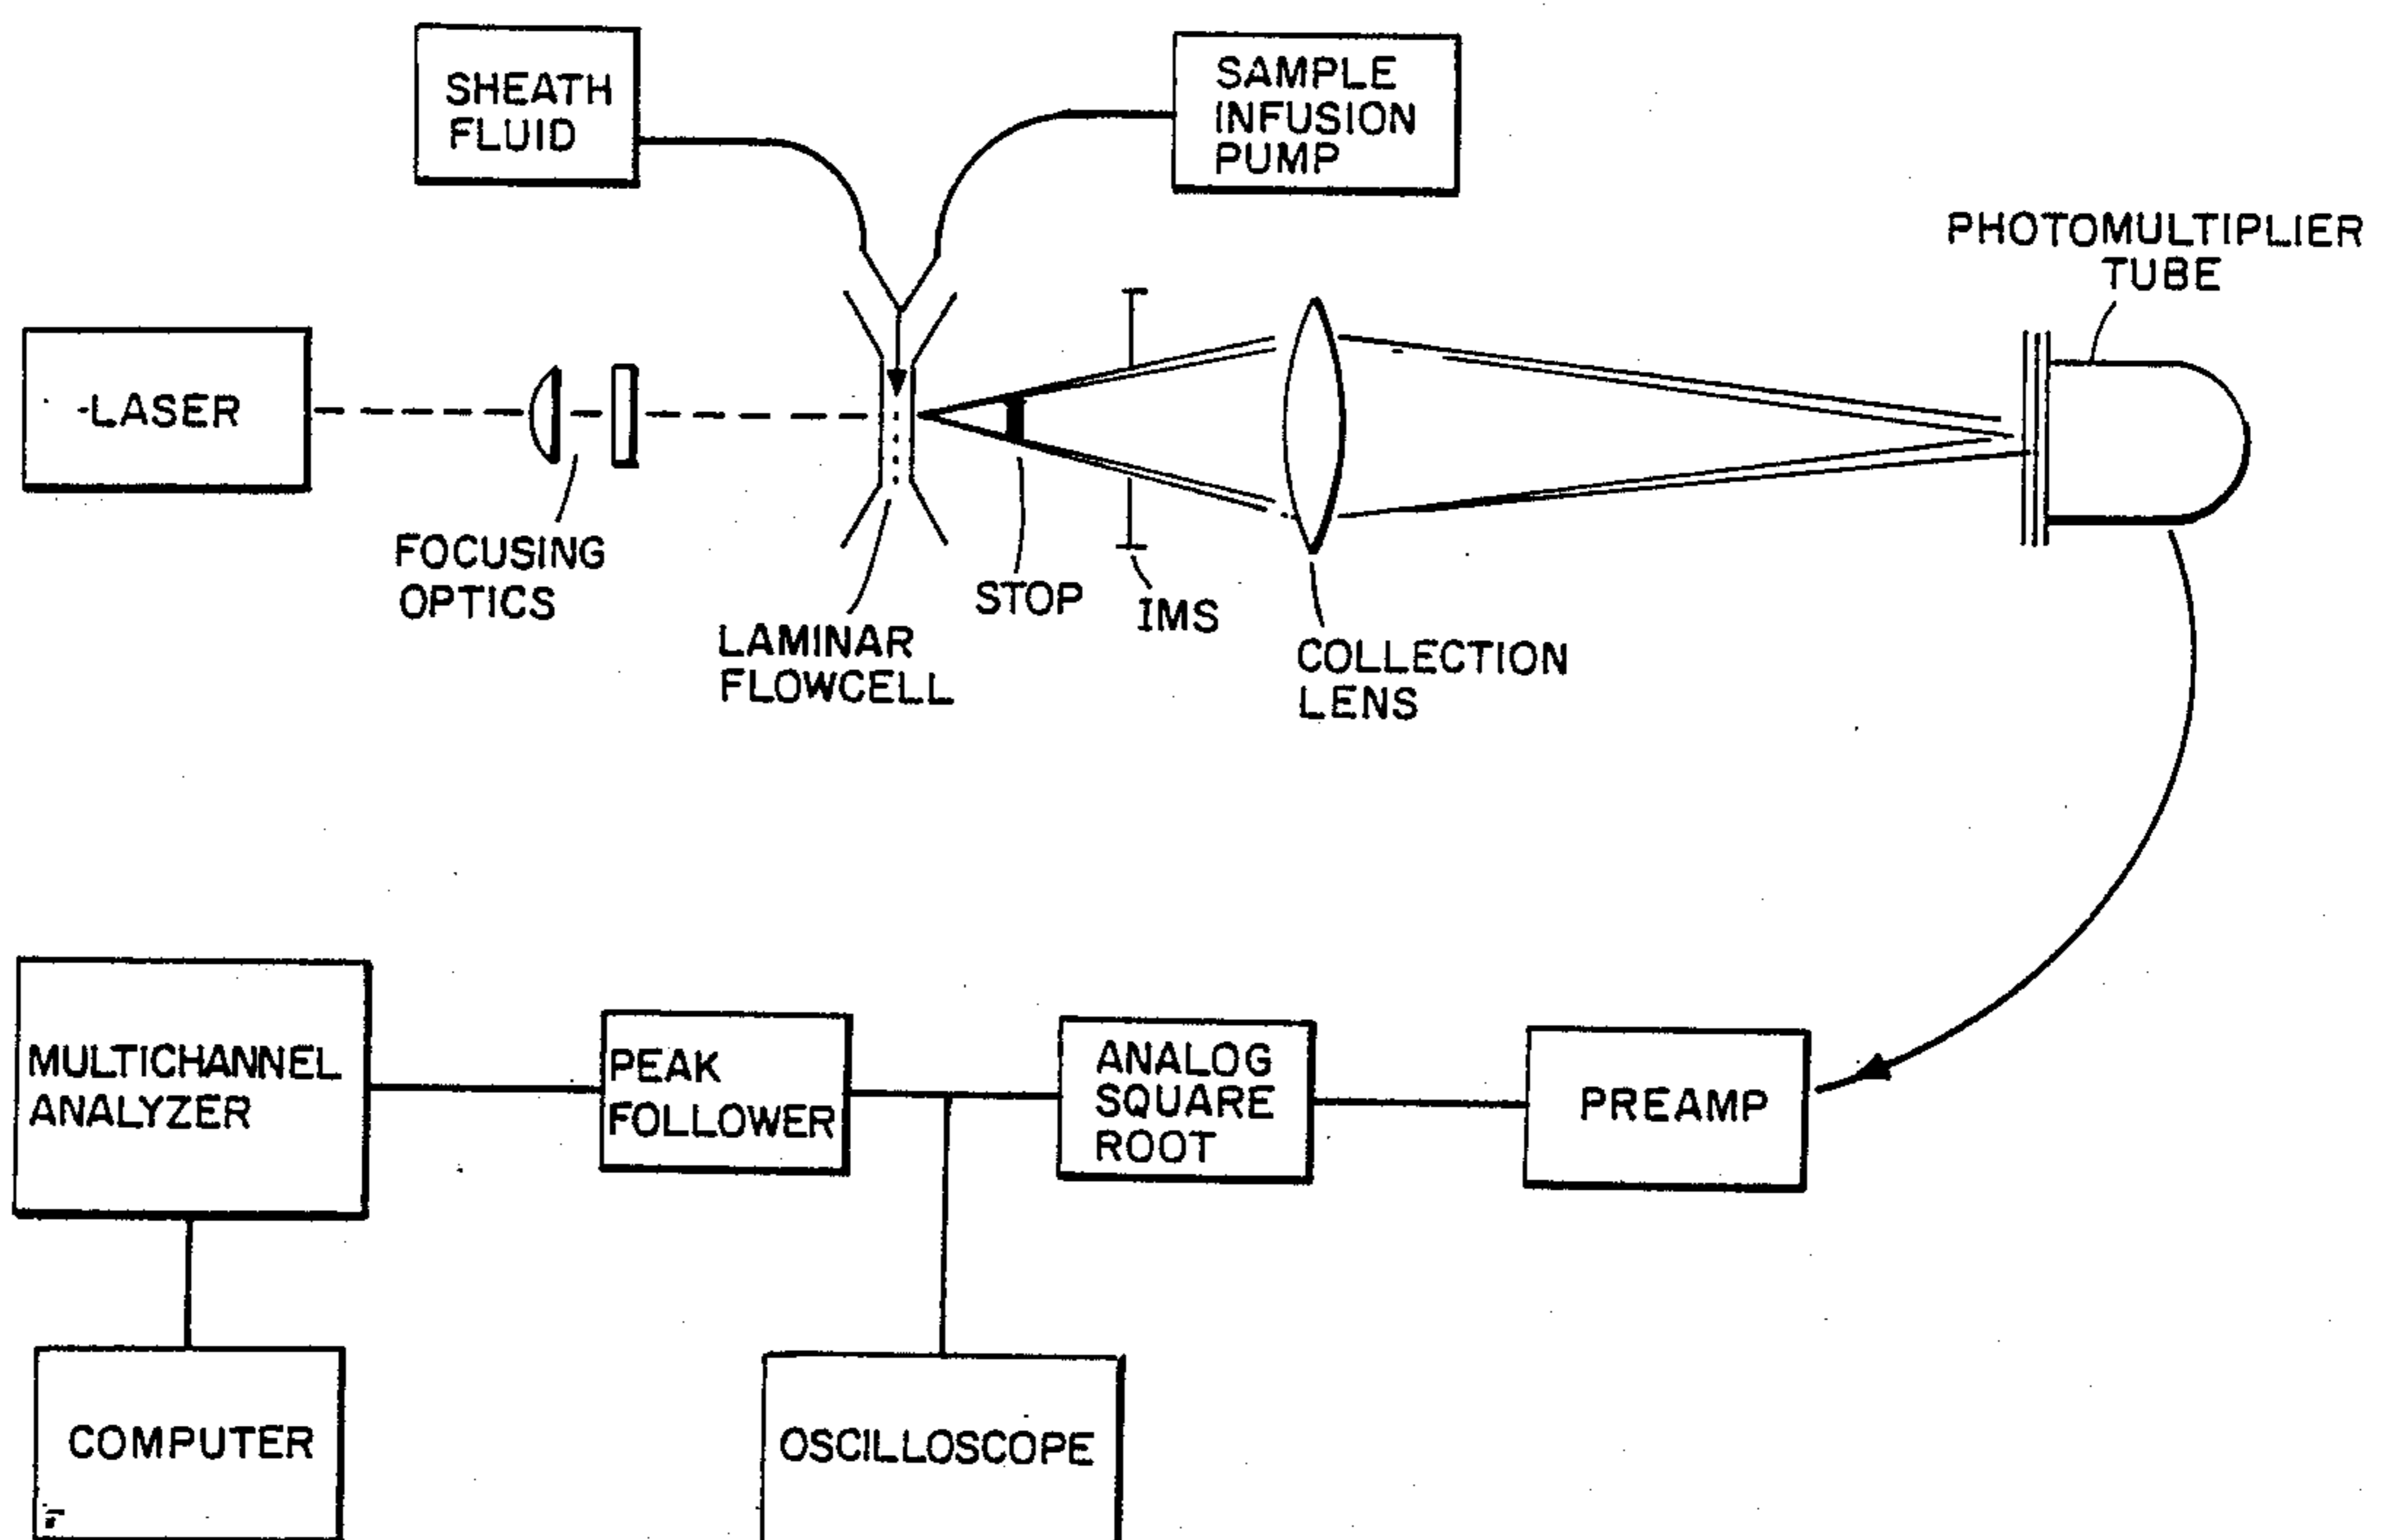 SHEATH
FLUID
SAMPLE
INFUSION
PUMP
PHOTOMULTIPLIER
TUBE
LASER
FOCUSING
OPTICS
LAMINAR
FLOWCELL
STOP
IMS
COLLECTION
LENS
MULTICHANNEL
ANALYZER
PEAK
FOLLOWER
ANALOG
SQUARE
ROOT
PREAMP
COMPUTER
OSCILLOSCOPE